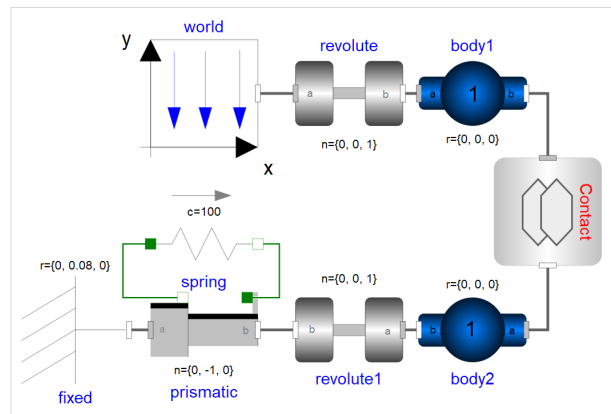 world
revolute
body1
y
a
b
a
1
b
n={0, 0, 1}
r={0, 0, 0}
x
Contact
c=100
r={0, 0.08, 0}
spring
n={0, 0, 1}
r={0, 0, 0}
a
b
b
a
b
1
a
n={0, -1, 0}
fixed
prismatic
revolute1
body2